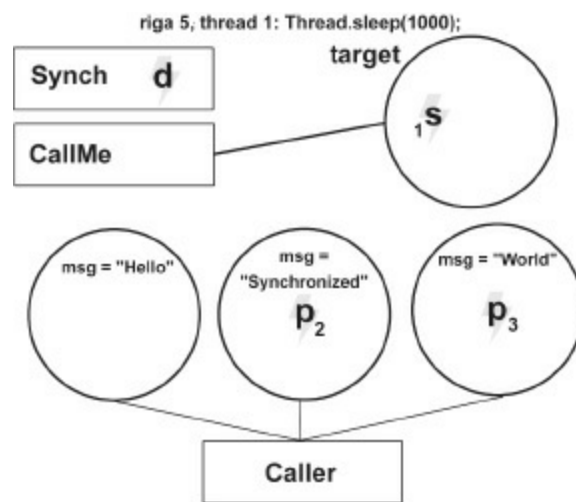 riga 5, thread 1: Thread.sleep(1000);
target
Synch d
1s
CallMe
msg = "Hello"
msg =
"Synchronized"
p2
msg = "World"
p3
Caller